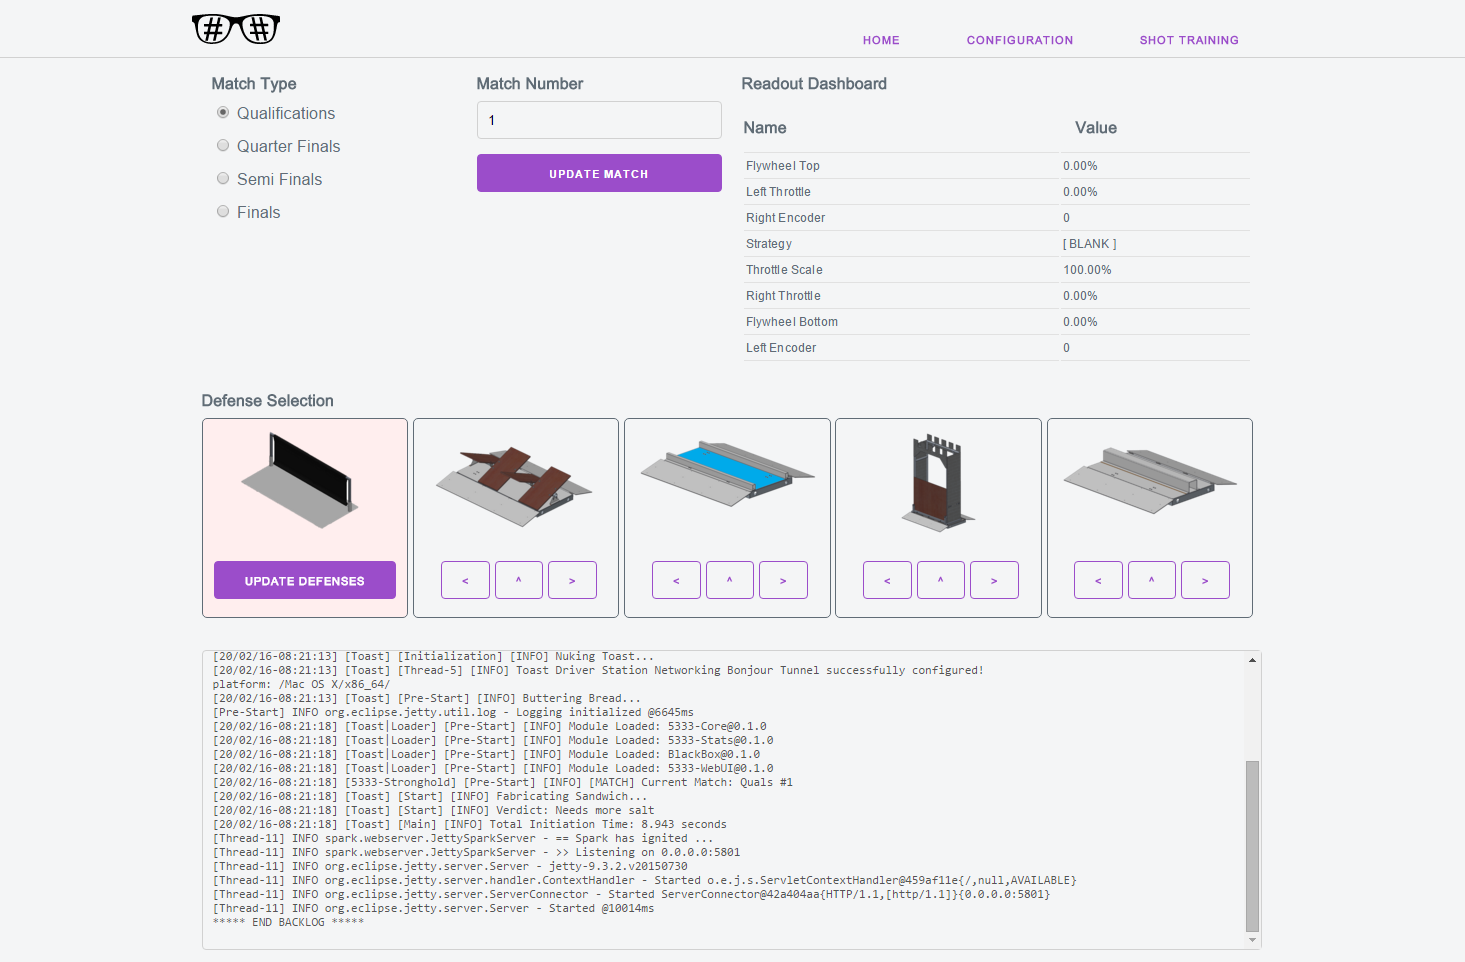 ##
HOME CONFIGURATION SHOT TRAINING
Match Type
Qualifications
Quarter Finals
Semi Finals
Finals
Match Number
1
UPDATE MATCH
Readout Dashboard
Name Value
Flywheel Top 0.00%
Left Throttle 0.00%
Right Encoder 0
Strategy [ BLANK ]
Throttle Scale 100.00%
Right Throttle 0.00%
Flywheel Bottom 0.00%
Left Encoder 0
Defense Selection
UPDATE DEFENSES < ^ > < ^ > < ^ > < ^ >
[20/02/16-08:21:13] [Toast] [Initialization] [INFO] Nuking Toast...
[20/02/16-08:21:13] [Toast] [Thread-5] [INFO] Toast Driver Station Networking Bonjour Tunnel successfully configured!
platform: /Mac OS X/x86_64/
[20/02/16-08:21:13] [Toast] [Pre-Start] [INFO] Buttering Bread...
[Pre-Start] INFO org.eclipse.jetty.util.log - Logging initialized @6645ms
[20/02/16-08:21:18] [Toast|Loader] [Pre-Start] [INFO] Module Loaded: 5333-Core@0.1.0
[20/02/16-08:21:18] [Toast|Loader] [Pre-Start] [INFO] Module Loaded: 5333-Stats@0.1.0
[20/02/16-08:21:18] [Toast|Loader] [Pre-Start] [INFO] Module Loaded: BlackBox@0.1.0
[20/02/16-08:21:18] [Toast|Loader] [Pre-Start] [INFO] Module Loaded: 5333-WebUI@0.1.0
[20/02/16-08:21:18] [5333-Stronghold] [Pre-Start] [INFO] [MATCH] Current Match: Quals #1
[20/02/16-08:21:18] [Toast] [Start] [INFO] Fabricating Sandwich...
[20/02/16-08:21:18] [Toast] [Start] [INFO] Verdict: Needs more salt
[20/02/16-08:21:18] [Toast] [Main] [INFO] Total Initiation Time: 8.943 seconds
[Thread-11] INFO spark.webserver.JettySparkServer - == Spark has ignited ...
[Thread-11] INFO spark.webserver.JettySparkServer - >> Listening on 0.0.0.0:5801
[Thread-11] INFO org.eclipse.jetty.server.Server - jetty-9.3.2.v20150730
[Thread-11] INFO org.eclipse.jetty.server.handler.ContextHandler - Started o.e.j.s.ServletContextHandler@459af11e{/,null,AVAILABLE}
[Thread-11] INFO org.eclipse.jetty.server.ServerConnector - Started ServerConnector@42a404aa{HTTP/1.1,[http/1.1]}{0.0.0.0:5801}
[Thread-11] INFO org.eclipse.jetty.server.Server - Started @10014ms
***** END BACKLOG *****